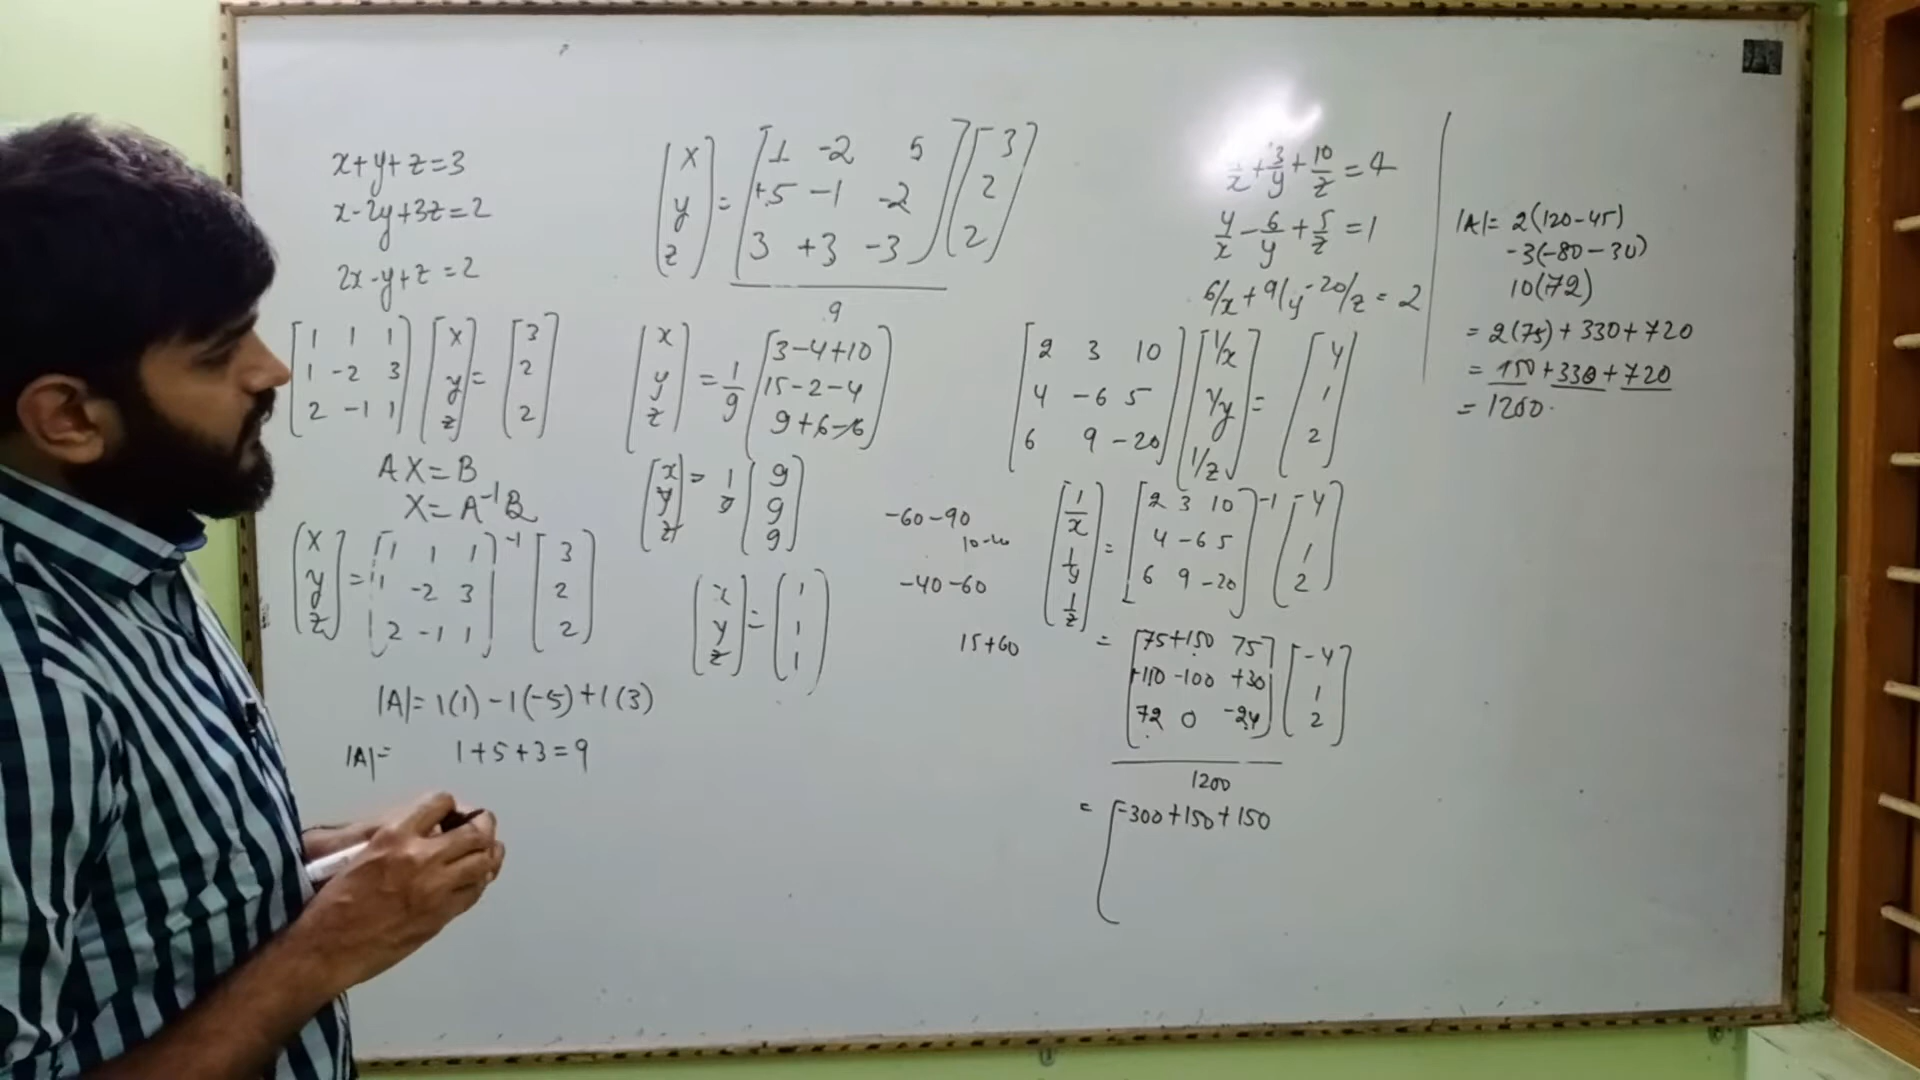 x+y+z=3
x-2y+3z=2
2x-y+z=2
[1 1 1] [x] [3]
[1 -2 3] [y] = [2]
[2 -1 1] [z] [2]
AX=B
X=A⁻¹B
[x] [1 1 1]⁻¹ [3]
[y] = [1 -2 3] [2]
[z] [2 -1 1] [2]
|A|= 1(1) -1(-5) +1(3)
|A|= 1+5+3=9
[x] [1 -2 5] [3]
[y] = [+5 -1 -2] [2]
[z] [3 +3 -3] [2]
9
[x] [3-4+10]
[y] = 1/9 [15-2-4]
[z] [9+6-6]
[x] = 1 [9]
[y] 9 [9]
[z] [9]
[x] [1]
[y] = [1]
[z] [1]
-60-90
-40-60
15+60
/x + 3/y + 10/z = 4
4/x - 6/y + 5/z = 1
6/x + 9/y -20/z = 2
[2 3 10] [1/x] [4]
[4 -6 5] [1/y] = [1]
[6 9 -20] [1/z] [2]
[1/x] [2 3 10]⁻¹ [-4]
[1/y] = [4 -6 5] [1]
[1/z] [6 9 -20] [2]
= [75 +150 75] [-4]
[+110 -100 +30] [1]
[72 0 -24] [2]
1200
= [-300+150+150
|A|= 2(120-45)
-3(-80-30)
10(72)
= 2(75)+330+720
= 150+330+720
= 1200.